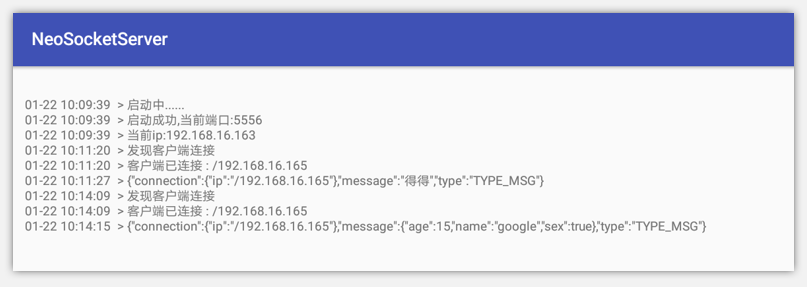 NeoSocketServer
01-22 10:09:39 > 启动中......
01-22 10:09:39 > 启动成功,当前端口:5556
01-22 10:09:39 > 当前ip:192.168.16.163
01-22 10:11:20 > 发现客户端连接
01-22 10:11:20 > 客户端已连接 : /192.168.16.165
01-22 10:11:27 > {"connection":{"ip":"/192.168.16.165"},"message":"得得","type":"TYPE_MSG"}
01-22 10:14:09 > 发现客户端连接
01-22 10:14:09 > 客户端已连接 : /192.168.16.165
01-22 10:14:15 > {"connection":{"ip":"/192.168.16.165"},"message":{"age":15,"name":"google","sex":true},"type":"TYPE_MSG"}